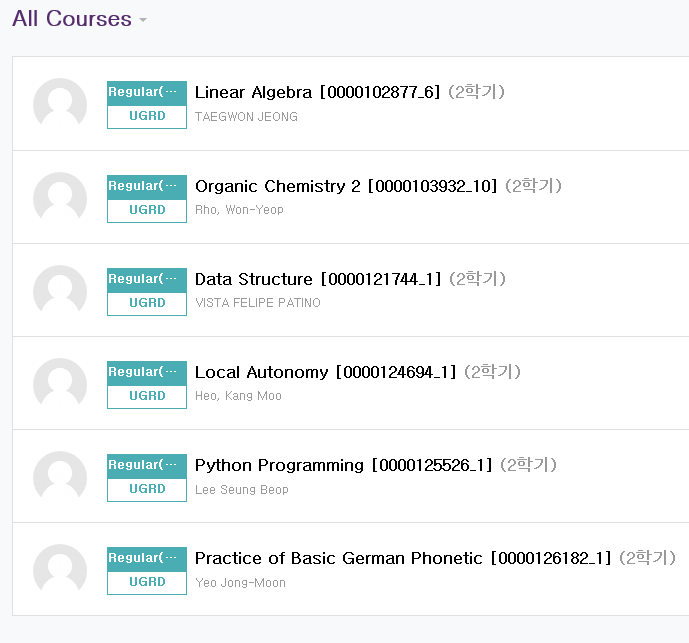 All Courses
Regular(…
Linear Algebra [0000102877_6] (2학기)
UGRD
TAEGWON JEONG
Regular(…
Organic Chemistry 2 [0000103932_10] (2학기)
UGRD
Rho, Won-Yeop
Regular(…
Data Structure [0000121744_1] (2학기)
UGRD
VISTA FELIPE PATINO
Regular(…
Local Autonomy [0000124694_1] (2학기)
UGRD
Heo, Kang Moo
Regular(…
Python Programming [0000125526_1] (2학기)
UGRD
Lee Seung Beop
Regular(…
Practice of Basic German Phonetic [0000126182_1] (2학기)
UGRD
Yeo Jong-Moon